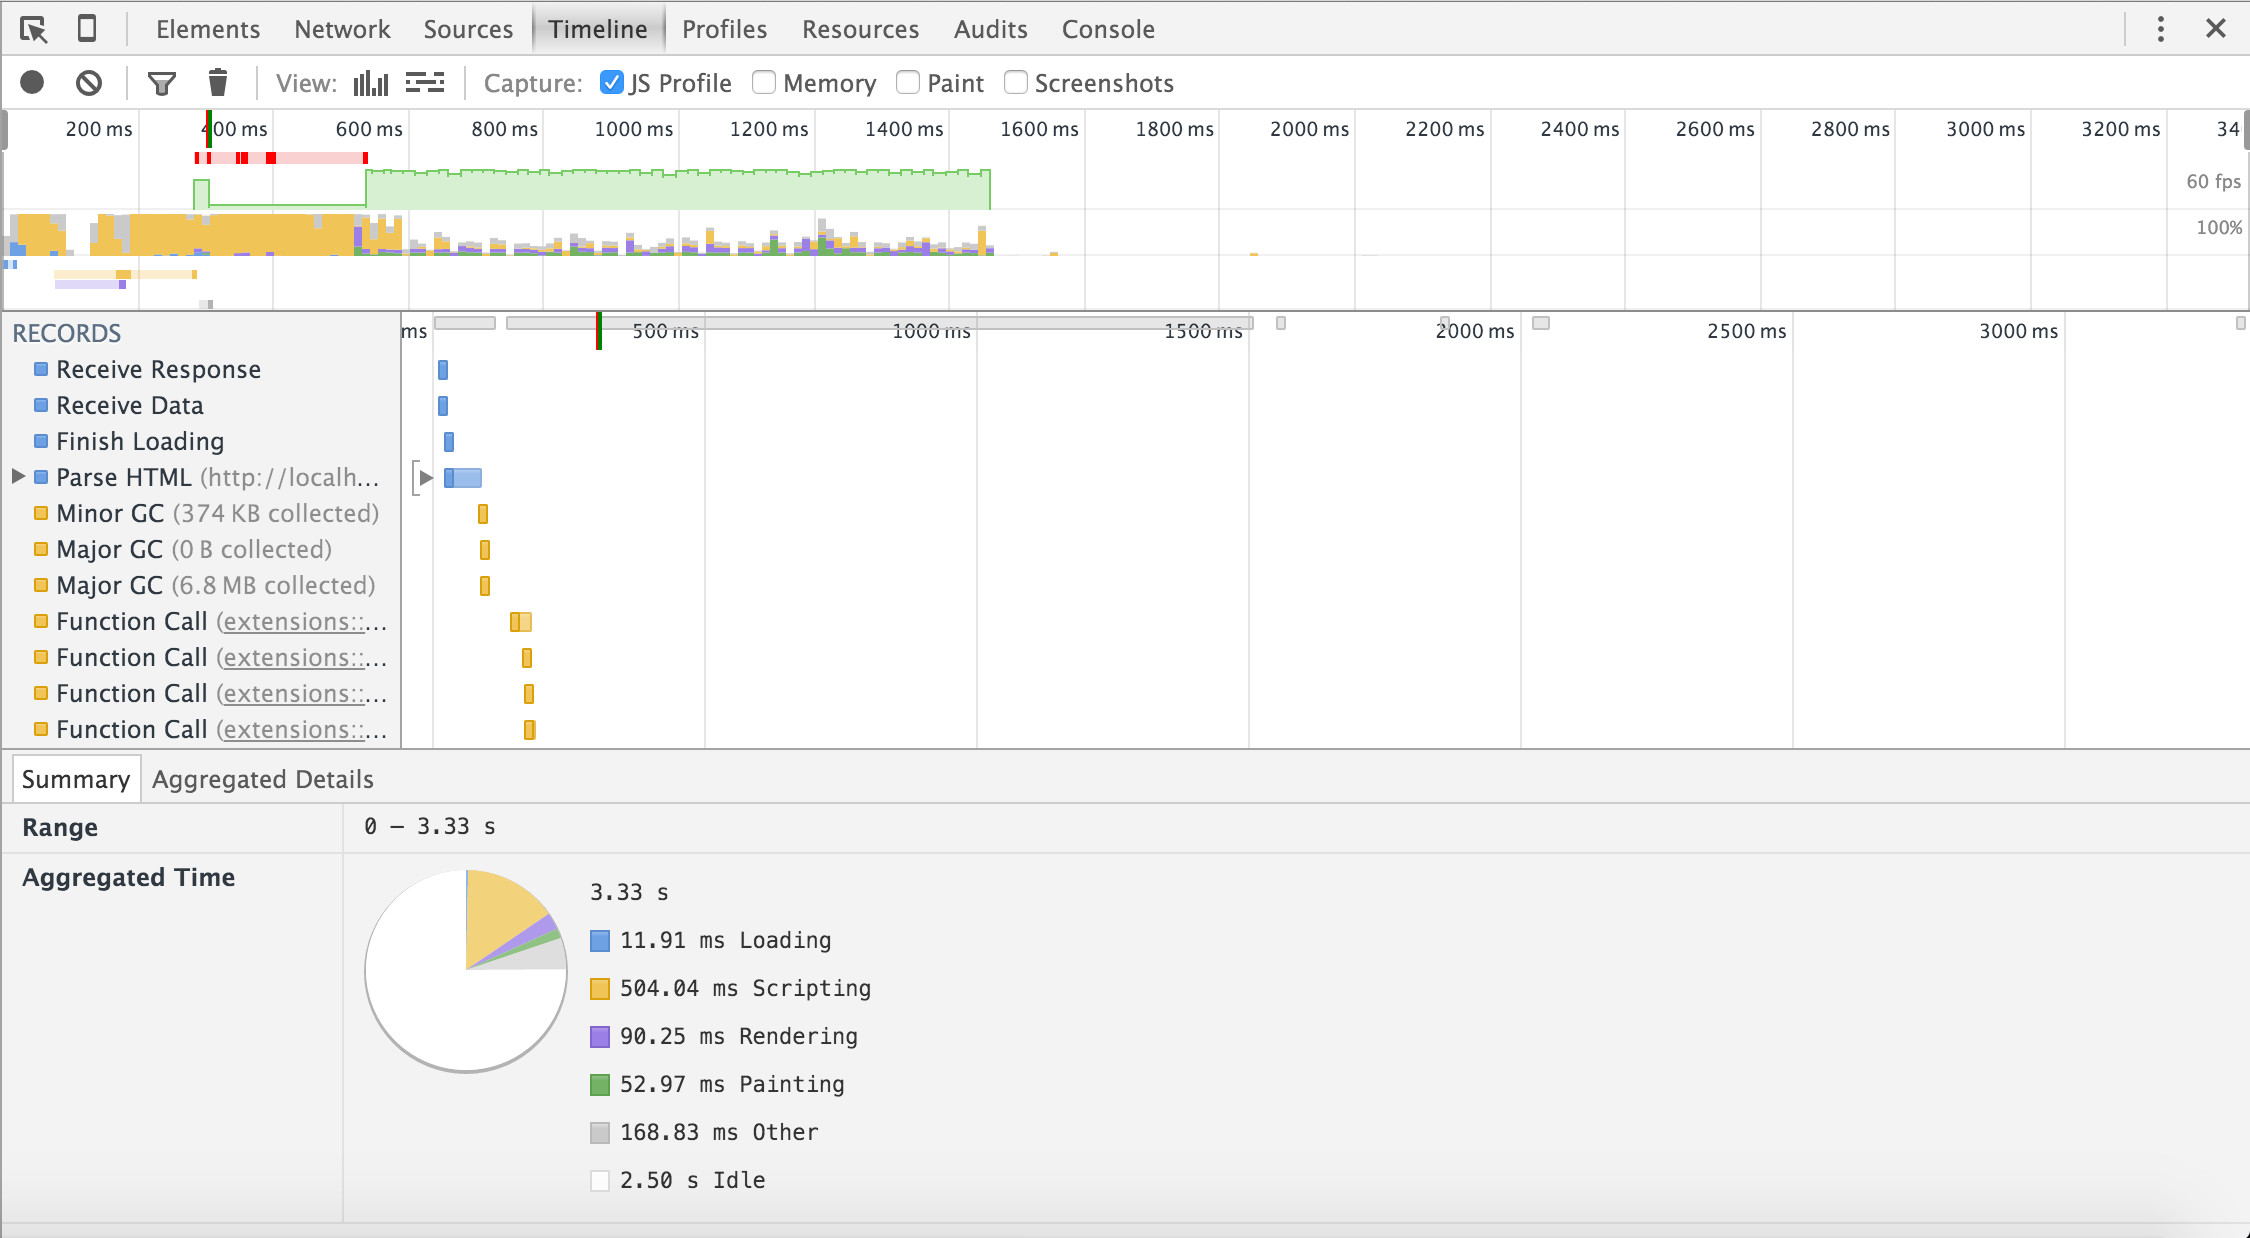 Elements Network Sources Timeline Profiles Resources Audits Console
View: Capture: JS Profile Memory Paint Screenshots
200 ms 400 ms 600 ms 800 ms 1000 ms 1200 ms 1400 ms 1600 ms 1800 ms 2000 ms 2200 ms 2400 ms 2600 ms 2800 ms 3000 ms 3200 ms 34
60 fps
100%
RECORDS ms 500 ms 1000 ms 1500 ms 2000 ms 2500 ms 3000 ms
Receive Response
Receive Data
Finish Loading
Parse HTML (http://localh...
Minor GC (374 KB collected)
Major GC (0 B collected)
Major GC (6.8 MB collected)
Function Call (extensions::...
Function Call (extensions::...
Function Call (extensions::...
Function Call (extensions::...
Summary Aggregated Details
Range 0 – 3.33 s
Aggregated Time
3.33 s
11.91 ms Loading
504.04 ms Scripting
90.25 ms Rendering
52.97 ms Painting
168.83 ms Other
2.50 s Idle